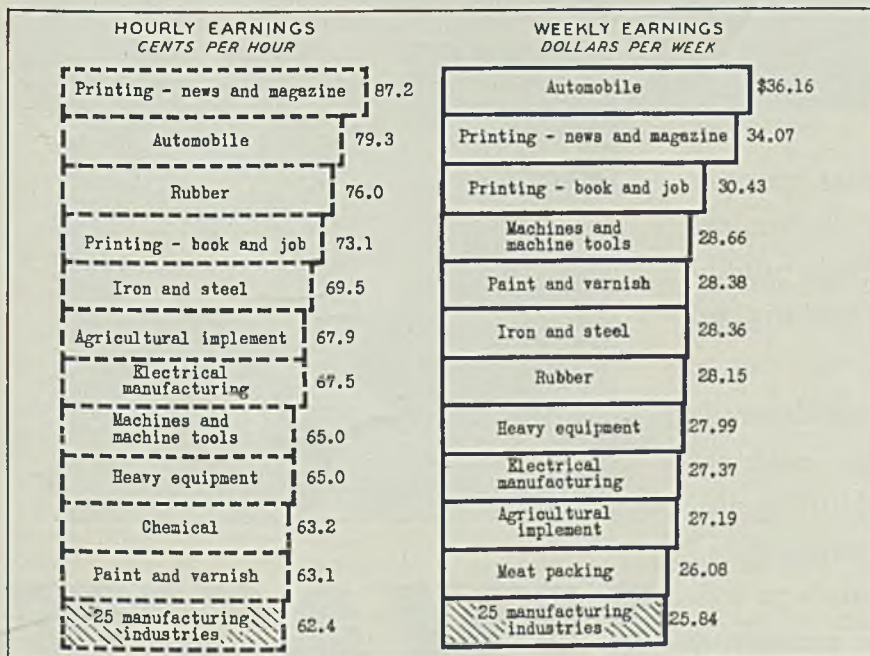 HOURLY EARNINGS
CENTS PER HOUR
Printing - news and magazine 87.2
Automobile 79.3
Rubber 76.0
Printing - book and job 73.1
Iron and steel 69.5
Agricultural implement 67.9
Electrical
manufacturing 67.5
Machines and
machine tools 65.0
Heavy equipment 65.0
Chemical 63.2
Paint and varnish 63.1
25 manufacturing
industries 62.4
WEEKLY EARNINGS
DOLLARS PER WEEK
Automobile $36.16
Printing - news and magazine 34.07
Printing - book and job 30.43
Machines and
machine tools 28.66
Paint and varnish 28.38
Iron and steel 28.36
Rubber 28.15
Heavy equipment 27.99
Electrical
manufacturing 27.37
Agricultural
implement 27.19
Meat packing 26.08
25 manufacturing
industries 25.84